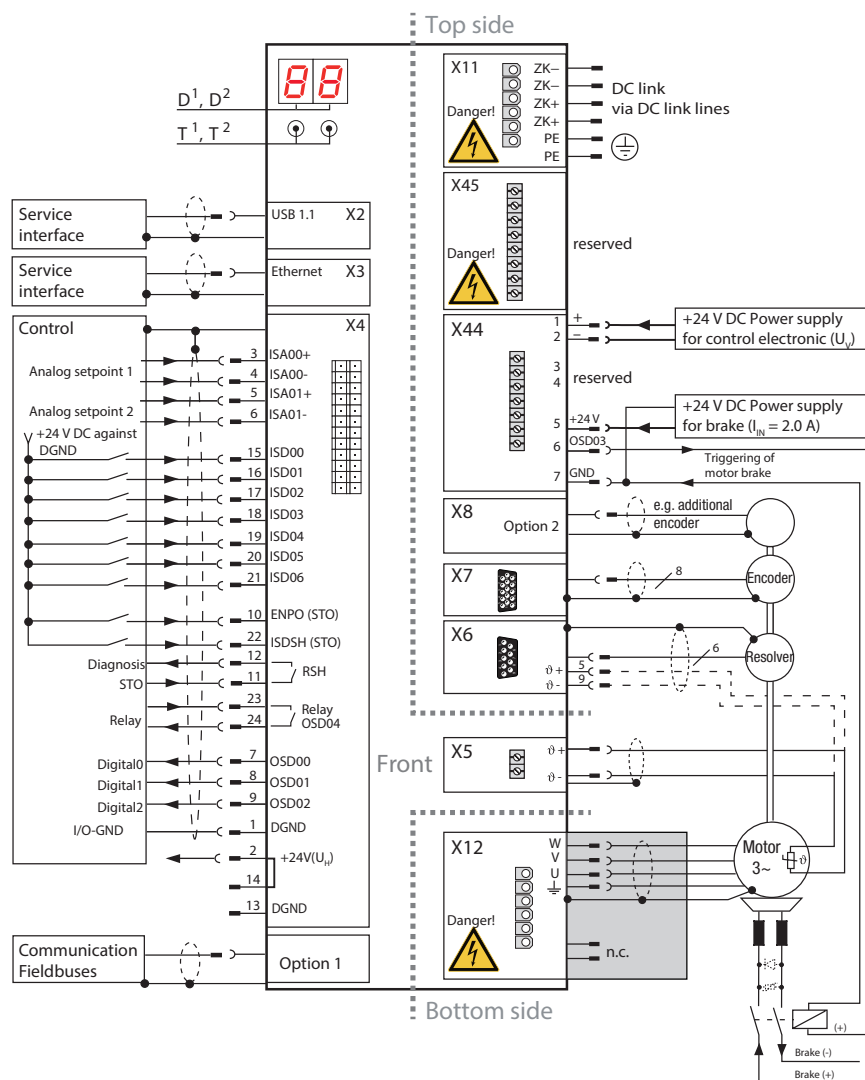 Top side
88
D1, D2
T1, T2
X11
Danger!
ZK−
ZK−
ZK+
ZK+
PE
PE
DC link
via DC link lines
X45
Danger!
reserved
Service
interface
USB 1.1
X2
Service
interface
Ethernet
X3
Control
X4
Analog setpoint 1
3
ISA00+
4
ISA00-
5
ISA01+
Analog setpoint 2
6
ISA01-
+24 V DC against
DGND
15
ISD00
16
ISD01
17
ISD02
18
ISD03
19
ISD04
20
ISD05
21
ISD06
10
ENPO (STO)
22
ISDSH (STO)
Diagnosis
12
RSH
STO
11
23
Relay
OSD04
Relay
24
Digital0
7
OSD00
Digital1
8
OSD01
Digital2
9
OSD02
I/O-GND
1
DGND
2
+24V(UH)
14
13
DGND
Communication
Fieldbuses
Option 1
X44
1
+
2
−
+24 V DC Power supply
for control electronic (UV)
3
4
reserved
5
+24 V
+24 V DC Power supply
for brake (IIN = 2.0 A)
6
OSD03
Triggering of
motor brake
7
GND
X8
Option 2
e.g. additional
encoder
X7
8
Encoder
X6
6
Resolver
ϑ +
5
ϑ -
9
Front
X5
ϑ +
ϑ -
X12
Danger!
W
V
U
n.c.
Motor
3~
ϑ
Bottom side
(+)
Brake (-)
Brake (+)